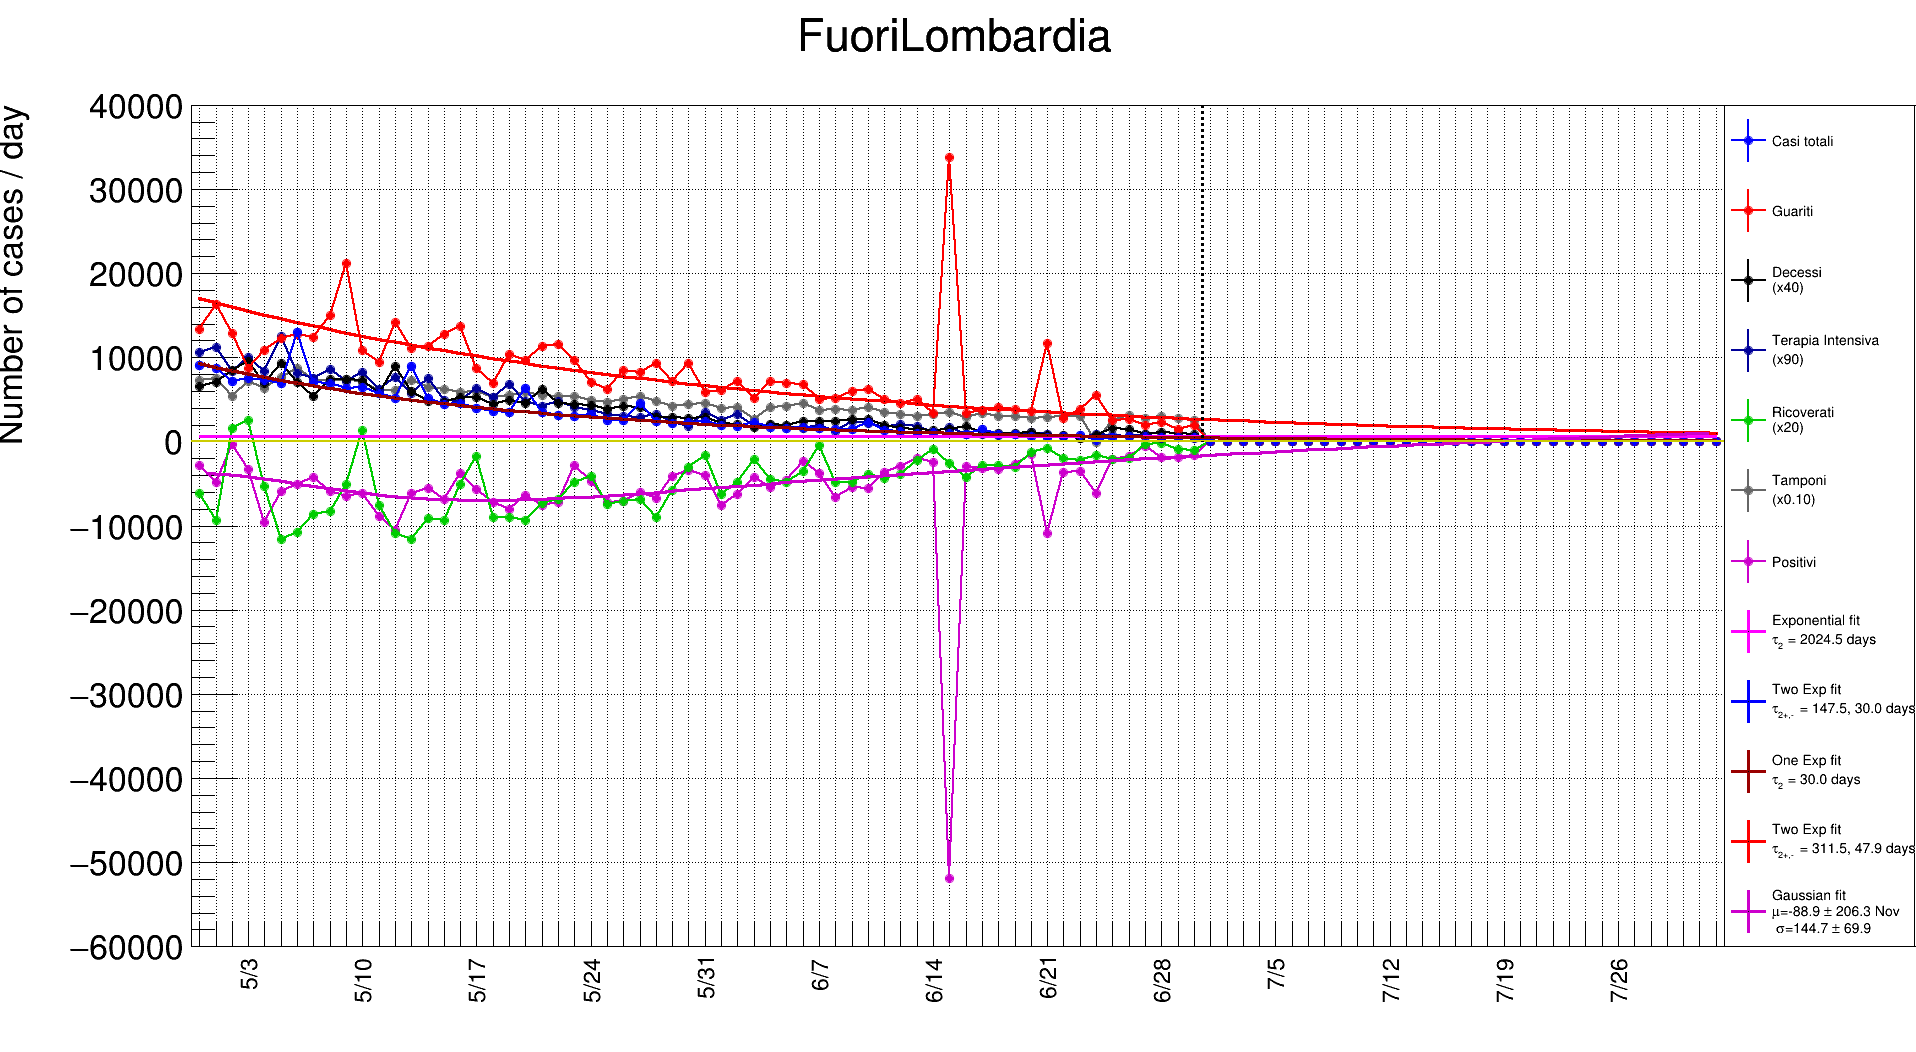 FuoriLombardia
Number of cases / day
40000
30000
20000
10000
0
−10000
−20000
−30000
−40000
−50000
−60000
5/3
5/10
5/17
5/24
5/31
6/7
6/14
6/21
6/28
7/5
7/12
7/19
7/26
Casi totali
Guariti
Decessi
(x40)
Terapia Intensiva
(x90)
Ricoverati
(x20)
Tamponi
(x0.10)
Positivi
Exponential fit
τ2 = 2024.5 days
Two Exp fit
τ2+,- = 147.5, 30.0 days
One Exp fit
τ2 = 30.0 days
Two Exp fit
τ2+,- = 311.5, 47.9 days
Gaussian fit
μ=-88.9 ± 206.3 Nov
σ=144.7 ± 69.9